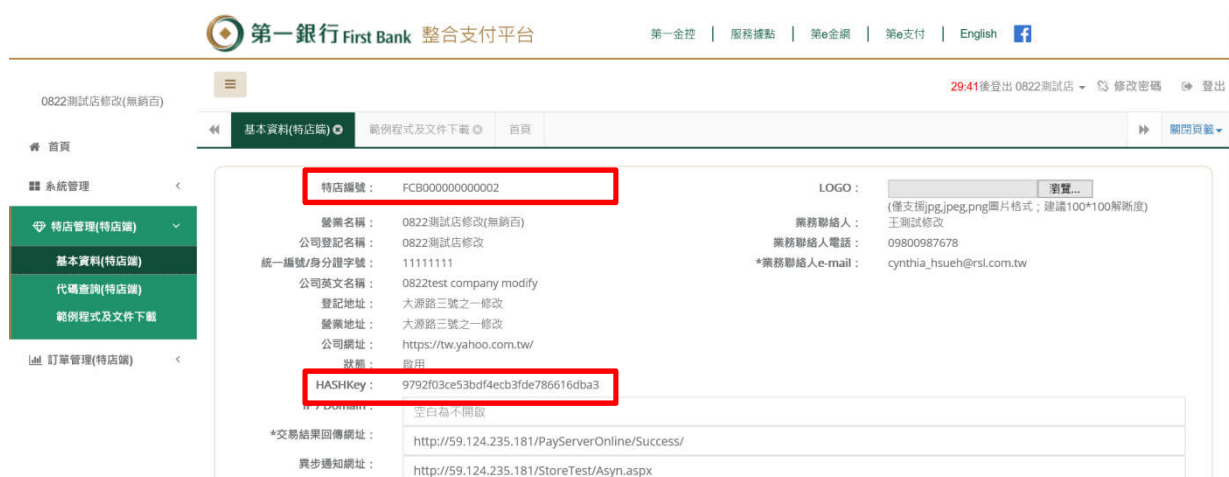 第一銀行 First Bank 整合支付平台
第一金控 | 服務據點 | 第e金網 | 第e支付 | English
29:41後登出 0822測試店 修改密碼 登出
0822測試店修改(無銷百)
基本資料(特店端) 範例程式及文件下載 首頁 關閉頁籤
首頁
系統管理
特店管理(特店端)
基本資料(特店端)
代碼查詢(特店端)
範例程式及文件下載
訂單管理(特店端)
特店編號： FCB000000000002
LOGO： 瀏覽...
(僅支援jpg,jpeg,png圖片格式；建議100*100解晰度)
營業名稱： 0822測試店修改(無銷百)
業務聯絡人： 王測試修改
公司登記名稱： 0822測試店修改
業務聯絡人電話： 09800987678
統一編號/身分證字號： 11111111
*業務聯絡人e-mail： cynthia_hsueh@rsl.com.tw
公司英文名稱： 0822test company modify
登記地址： 大源路三號之一修改
營業地址： 大源路三號之一修改
公司網址： https://tw.yahoo.com.tw/
狀態： 啟用
HASHKey： 9792f03ce53bdf4ecb3fde786616dba3
IP / Domain： 空白為不開啟
*交易結果回傳網址： http://59.124.235.181/PayServerOnline/Success/
異步通知網址： http://59.124.235.181/StoreTest/Asyn.aspx